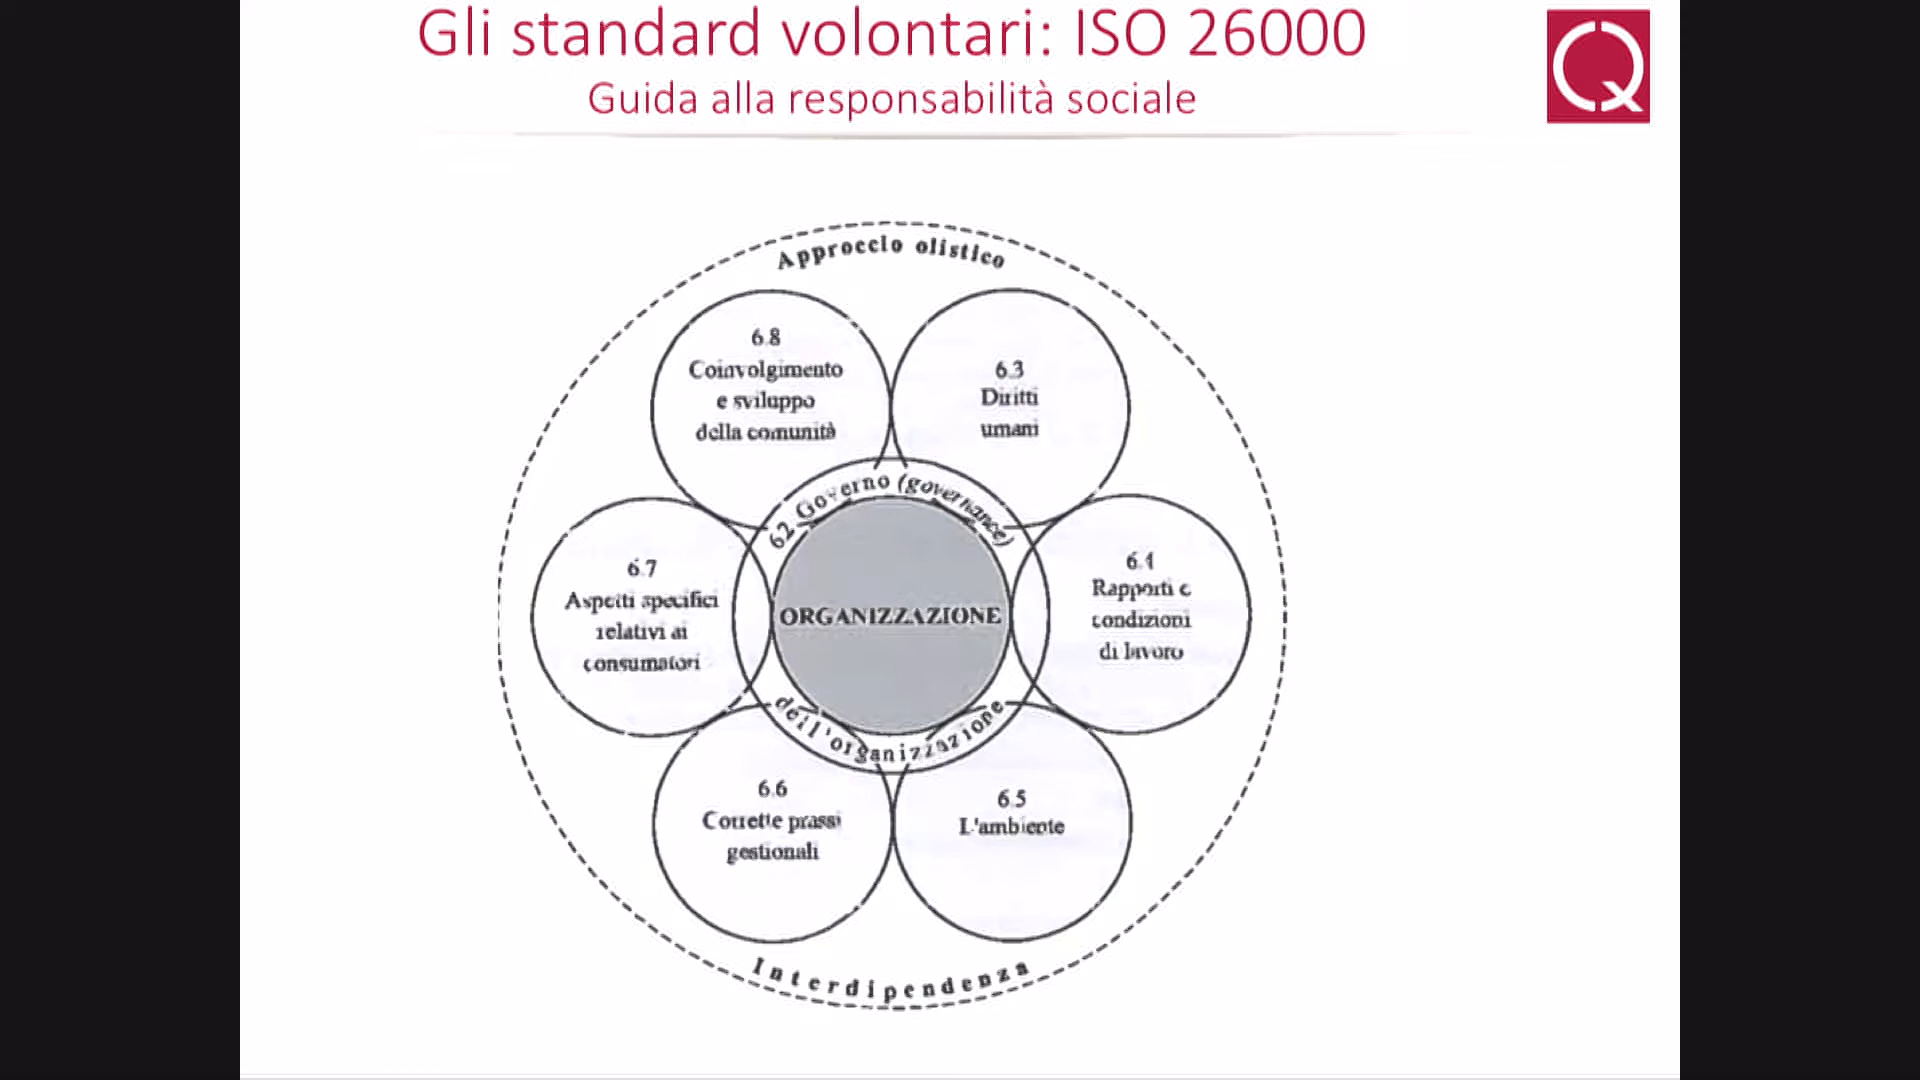 Gli standard volontari: ISO 26000
Guida alla responsabilità sociale
Approccio olistico
6.8
Coinvolgimento
e sviluppo
della comunità
6.3
Diritti
umani
6.2 Governo (governance)
dell'organizzazione
ORGANIZZAZIONE
6.7
Aspetti specifici
relativi ai
consumatori
6.4
Rapporti e
condizioni
di lavoro
6.6
Corrette prassi
gestionali
6.5
L'ambiente
Interdipendenza